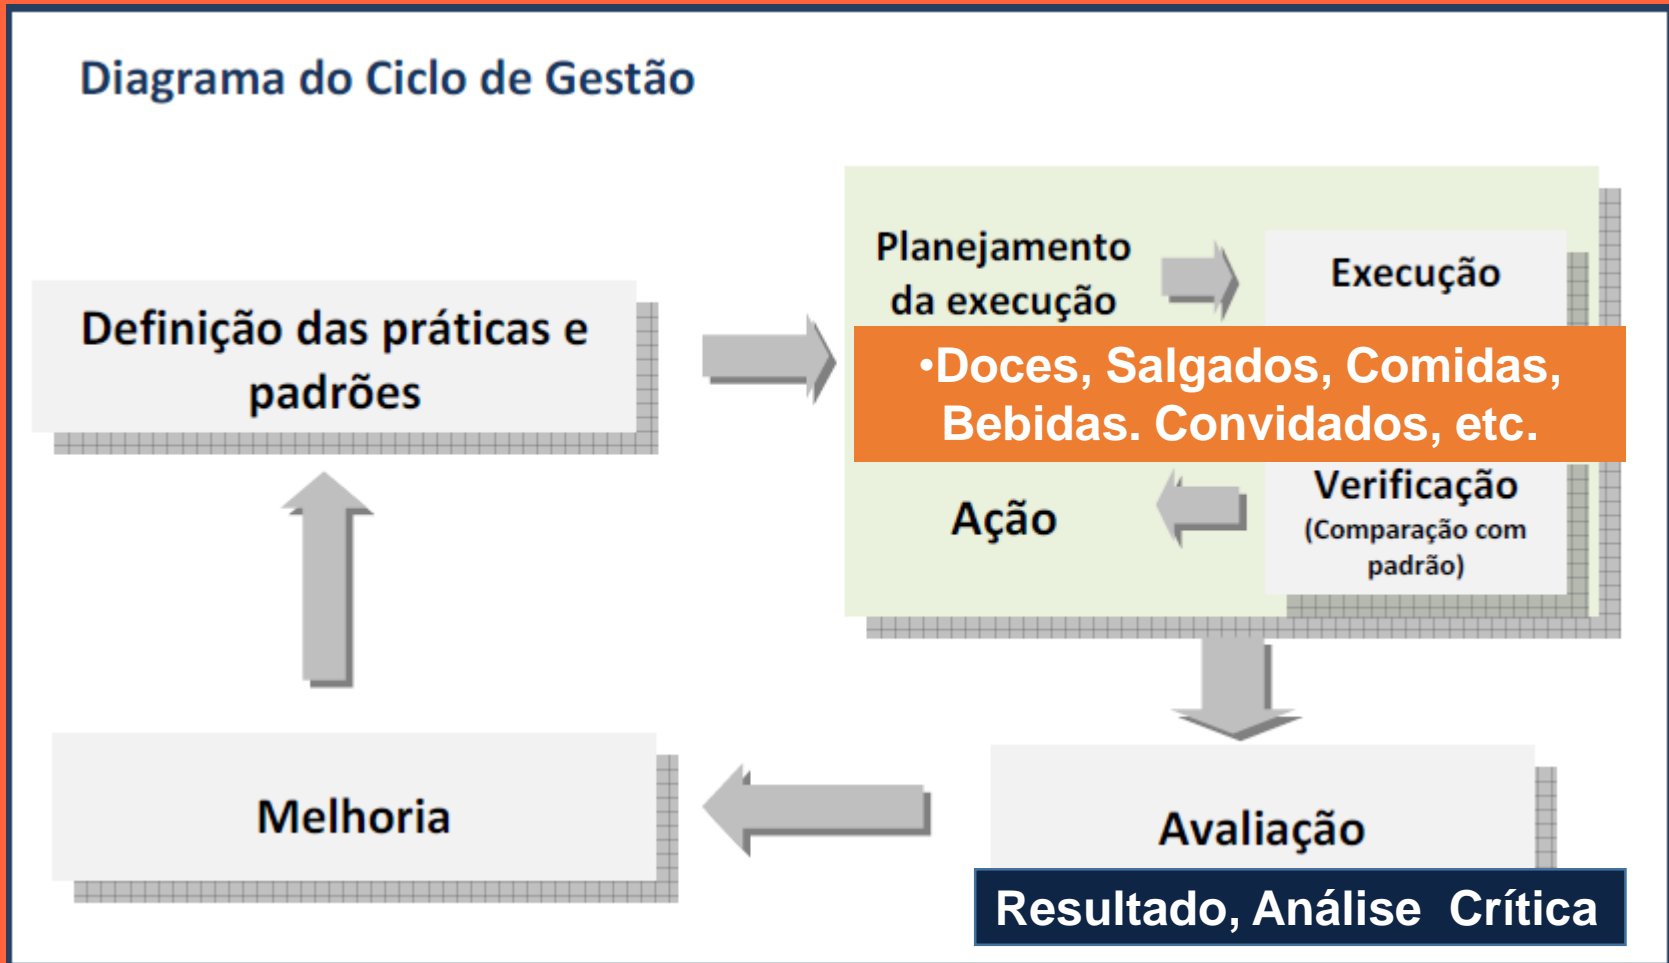 Diagrama do Ciclo de Gestão
Definição das práticas e
padrões
Planejamento
da execução
Execução
•Doces, Salgados, Comidas,
Bebidas. Convidados, etc.
Ação
Verificação
(Comparação com
padrão)
Melhoria
Avaliação
Resultado, Análise  Crítica